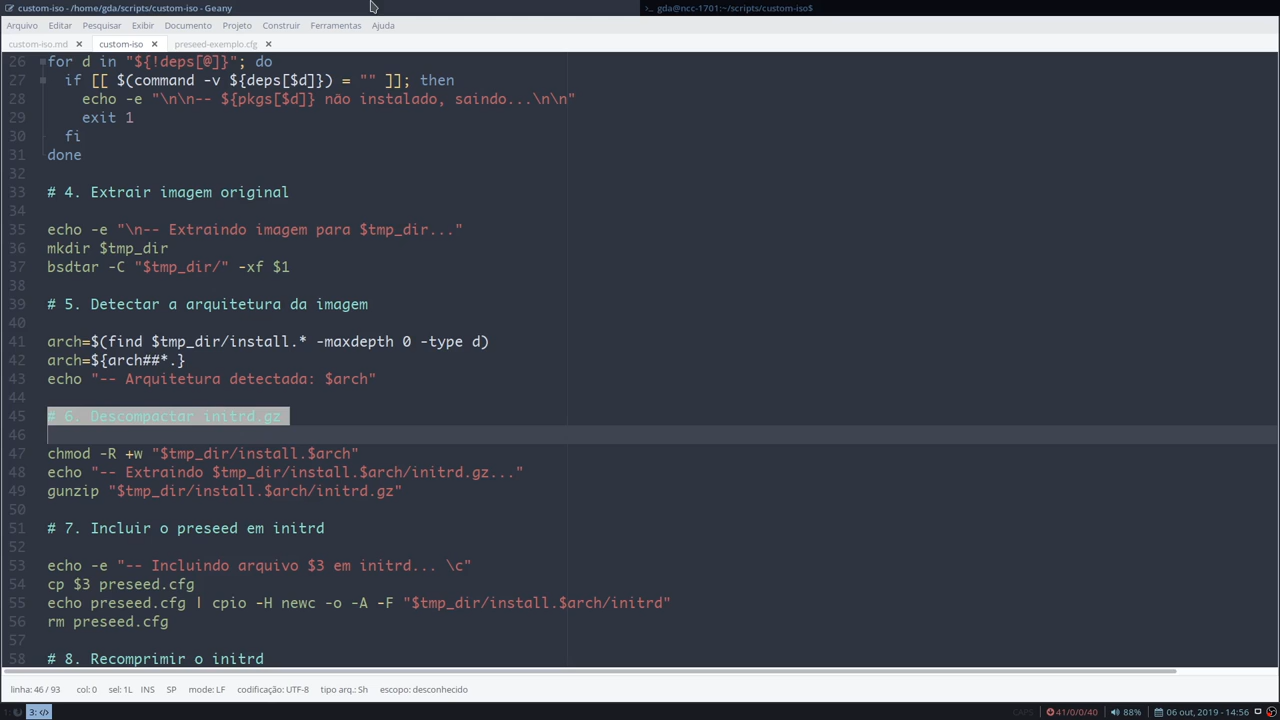 custom-iso - /home/gda/scripts/custom-iso - Geany
gda@ncc-1701:~/scripts/custom-iso$
Arquivo Editar Pesquisar Exibir Documento Projeto Construir Ferramentas Ajuda
custom-iso.md custom-iso preseed-exemplo.cfg
26 for d in "${!deps[@]}"; do
27 if [[ $(command -v ${deps[$d]}) = "" ]]; then
28 echo -e "\n\n-- ${pkgs[$d]} não instalado, saindo...\n\n"
29 exit 1
30 fi
31 done
32
33 # 4. Extrair imagem original
34
35 echo -e "\n-- Extraindo imagem para $tmp_dir..."
36 mkdir $tmp_dir
37 bsdtar -C "$tmp_dir/" -xf $1
38
39 # 5. Detectar a arquitetura da imagem
40
41 arch=$(find $tmp_dir/install.* -maxdepth 0 -type d)
42 arch=${arch##*.}
43 echo "-- Arquitetura detectada: $arch"
44
45 # 6. Descompactar initrd.gz
46
47 chmod -R +w "$tmp_dir/install.$arch"
48 echo "-- Extraindo $tmp_dir/install.$arch/initrd.gz..."
49 gunzip "$tmp_dir/install.$arch/initrd.gz"
50
51 # 7. Incluir o preseed em initrd
52
53 echo -e "-- Incluindo arquivo $3 em initrd... \c"
54 cp $3 preseed.cfg
55 echo preseed.cfg | cpio -H newc -o -A -F "$tmp_dir/install.$arch/initrd"
56 rm preseed.cfg
57
58 # 8. Recomprimir o initrd
linha: 46 / 93 col: 0 sel: 1L INS SP mode: LF codificação: UTF-8 tipo arq.: Sh escopo: desconhecido
1: 3: </> CAPS 41/0/0/40 88% 06 out, 2019 - 14:56